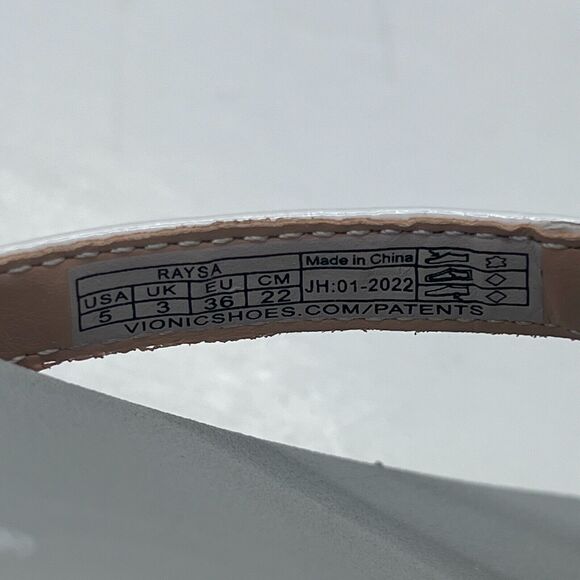 RAYSA
USA UK EU CM
5 3 36 22
Made in China
JH:01-2022
VIONICSHOES.COM/PATENTS